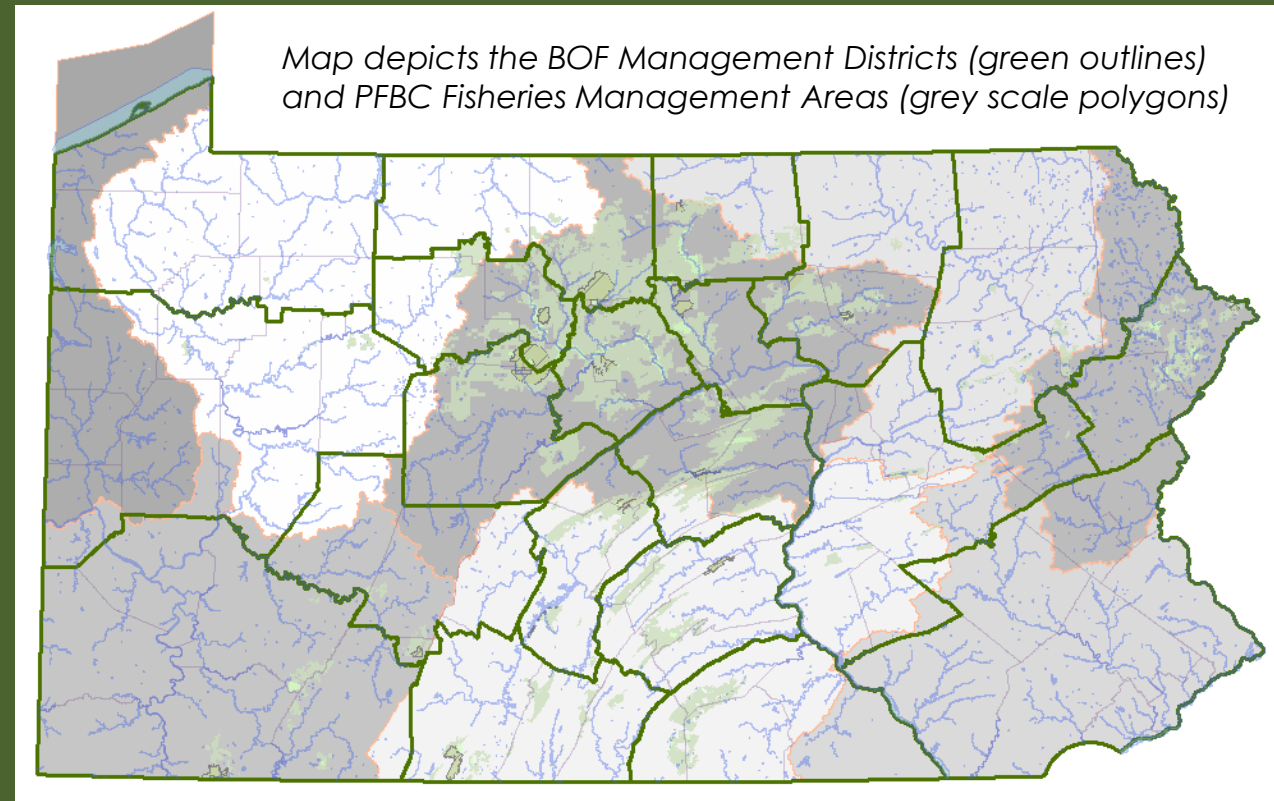 Map depicts the BOF Management Districts (green outlines)
and PFBC Fisheries Management Areas (grey scale polygons)